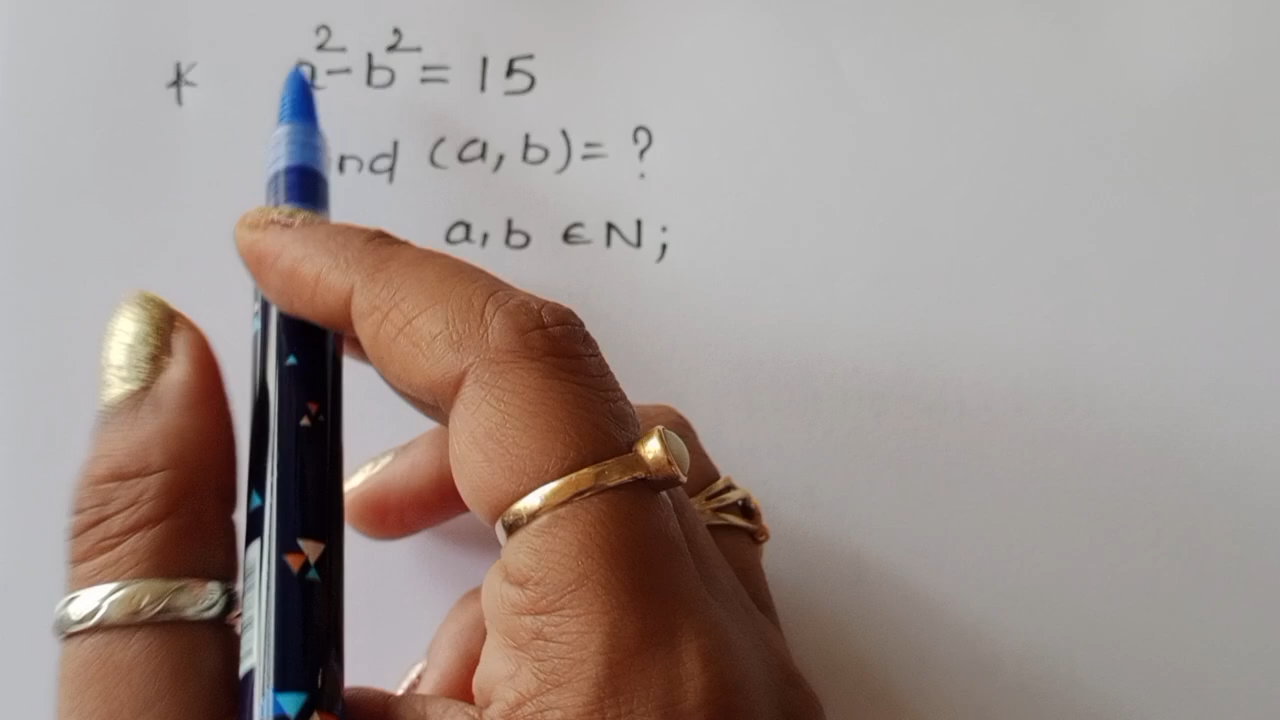 * a²-b² = 15
nd (a,b) = ?
a,b ∈ N;